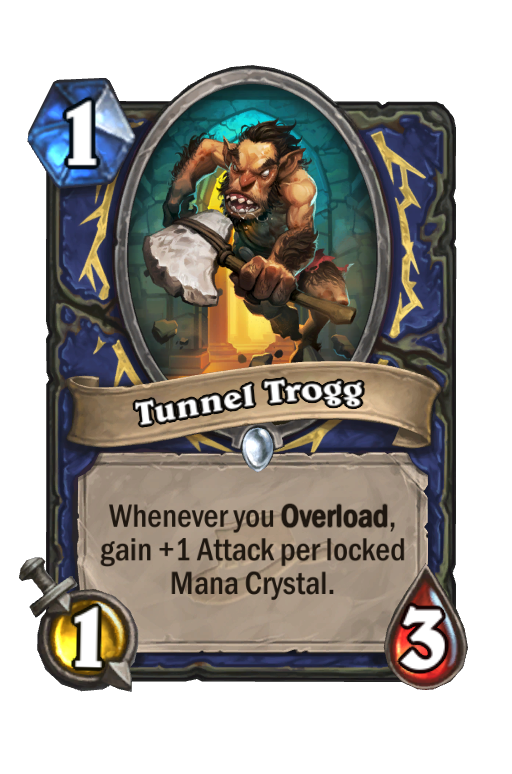 1
Tunnel Trogg
Whenever you Overload,
gain +1 Attack per locked
Mana Crystal.
1
3